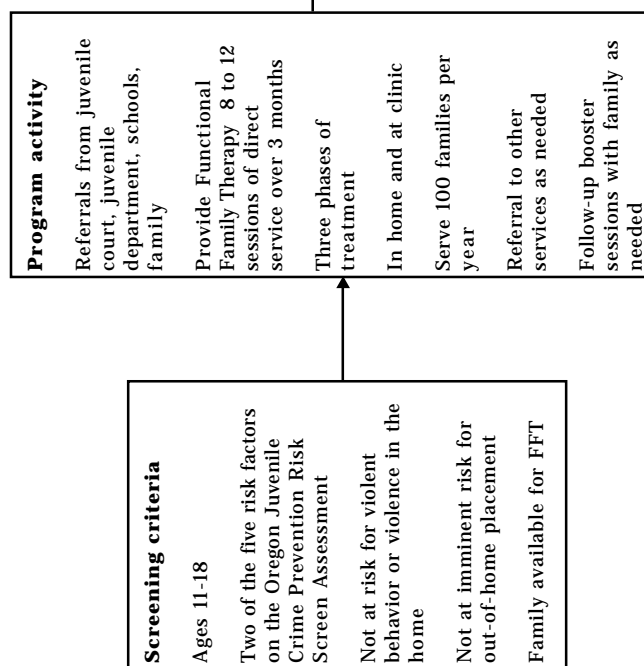 Screening criteria
Ages 11-18
Two of the five risk factors
on the Oregon Juvenile
Crime Prevention Risk
Screen Assessment
Not at risk for violent
behavior or violence in the
home
Not at imminent risk for
out-of-home placement
Family available for FFT
Program activity
Referrals from juvenile
court, juvenile
department, schools,
family
Provide Functional
Family Therapy 8 to 12
sessions of direct
service over 3 months
Three phases of
treatment
In home and at clinic
Serve 100 families per
year
Referral to other
services as needed
Follow-up booster
sessions with family as
needed